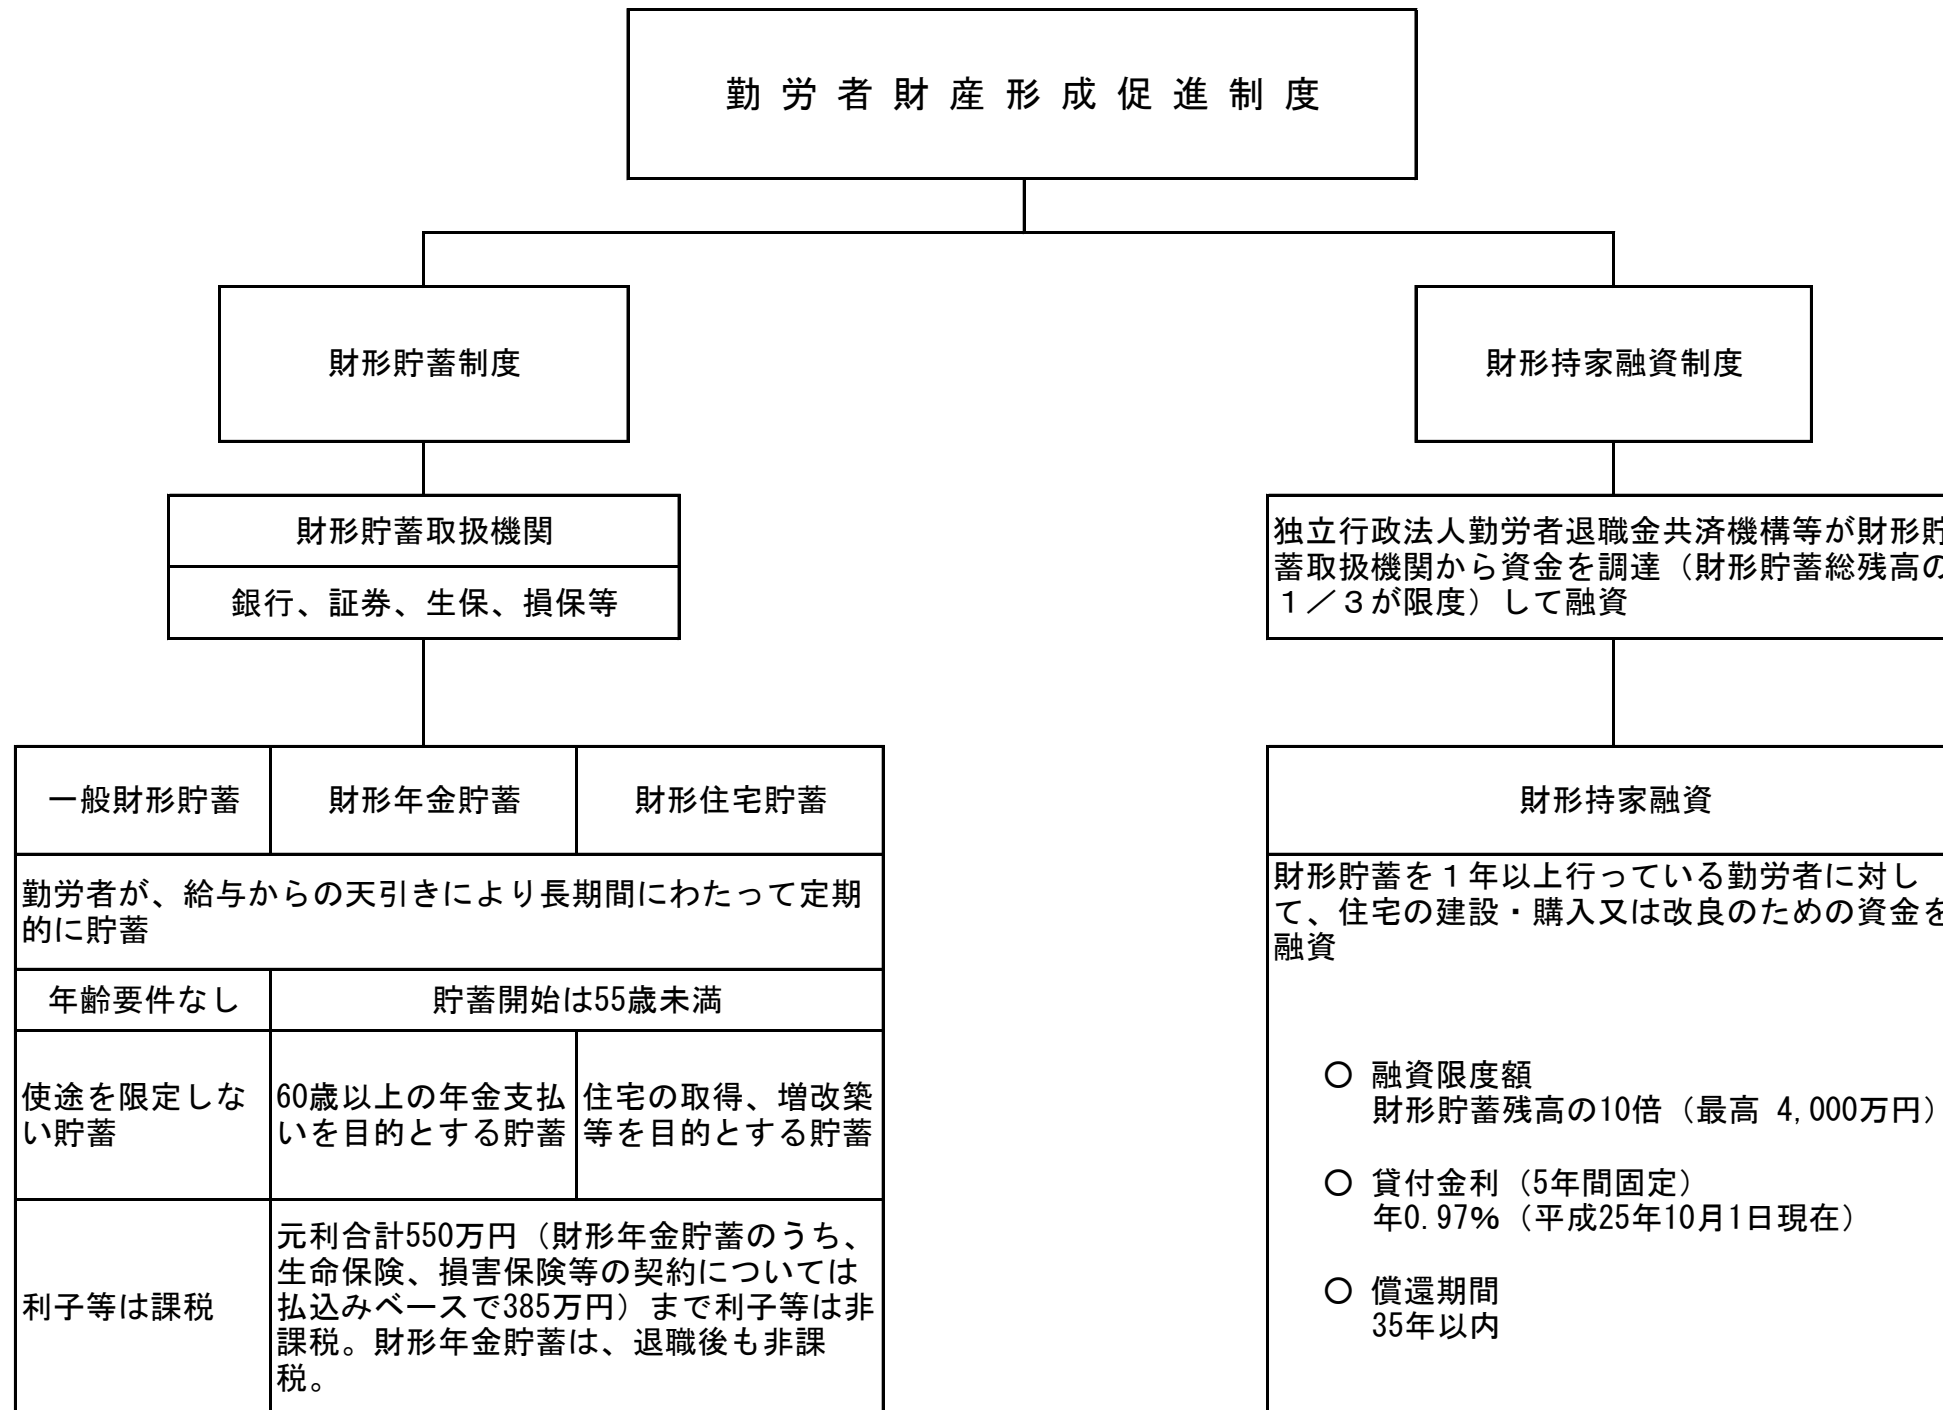 勤労者財産形成促進制度
財形貯蓄制度
財形貯蓄取扱機関
銀行、証券、生保、損保等
一般財形貯蓄
財形年金貯蓄
財形住宅貯蓄
勤労者が、給与からの天引きにより長期間にわたって定期
的に貯蓄
年齢要件なし
貯蓄開始は55歳未満
使途を限定しな
い貯蓄
60歳以上の年金支払
いを目的とする貯蓄
住宅の取得、増改築
等を目的とする貯蓄
利子等は課税
元利合計550万円（財形年金貯蓄のうち、
生命保険、損害保険等の契約については
払込みベースで385万円）まで利子等は非
課税。財形年金貯蓄は、退職後も非課
税。
財形持家融資制度
独立行政法人勤労者退職金共済機構等が財形貯
蓄取扱機関から資金を調達（財形貯蓄総残高の
１／３が限度）して融資
財形持家融資
財形貯蓄を１年以上行っている勤労者に対し
て、住宅の建設・購入又は改良のための資金を
融資
○ 融資限度額
財形貯蓄残高の10倍（最高 4,000万円）
○ 貸付金利（5年間固定）
年0.97%（平成25年10月1日現在）
○ 償還期間
35年以内